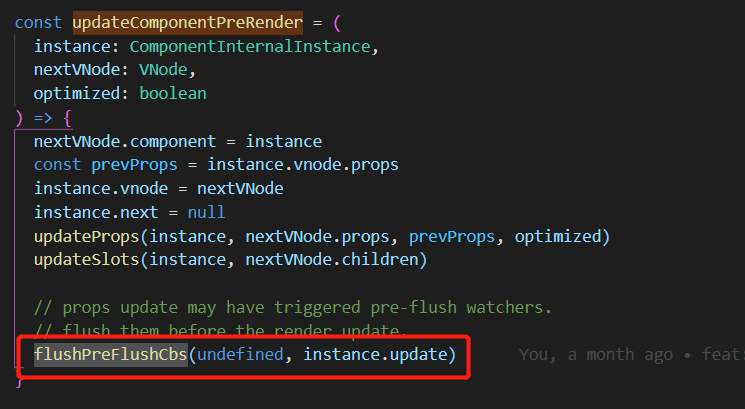 const updateComponentPreRender = (
  instance: ComponentInternalInstance,
  nextVNode: VNode,
  optimized: boolean
) => {
  nextVNode.component = instance
  const prevProps = instance.vnode.props
  instance.vnode = nextVNode
  instance.next = null
  updateProps(instance, nextVNode.props, prevProps, optimized)
  updateSlots(instance, nextVNode.children)

  // props update may have triggered pre-flush watchers.
  // flush them before the render update.
  flushPreFlushCbs(undefined, instance.update) You, a month ago • feat:
}